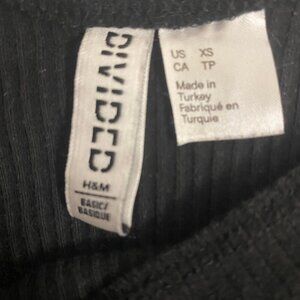 DIVIDED
H&M
BASIC/
BASIQUE
US XS
CA TP
Made in
Turkey
Fabriqué en
Turquie